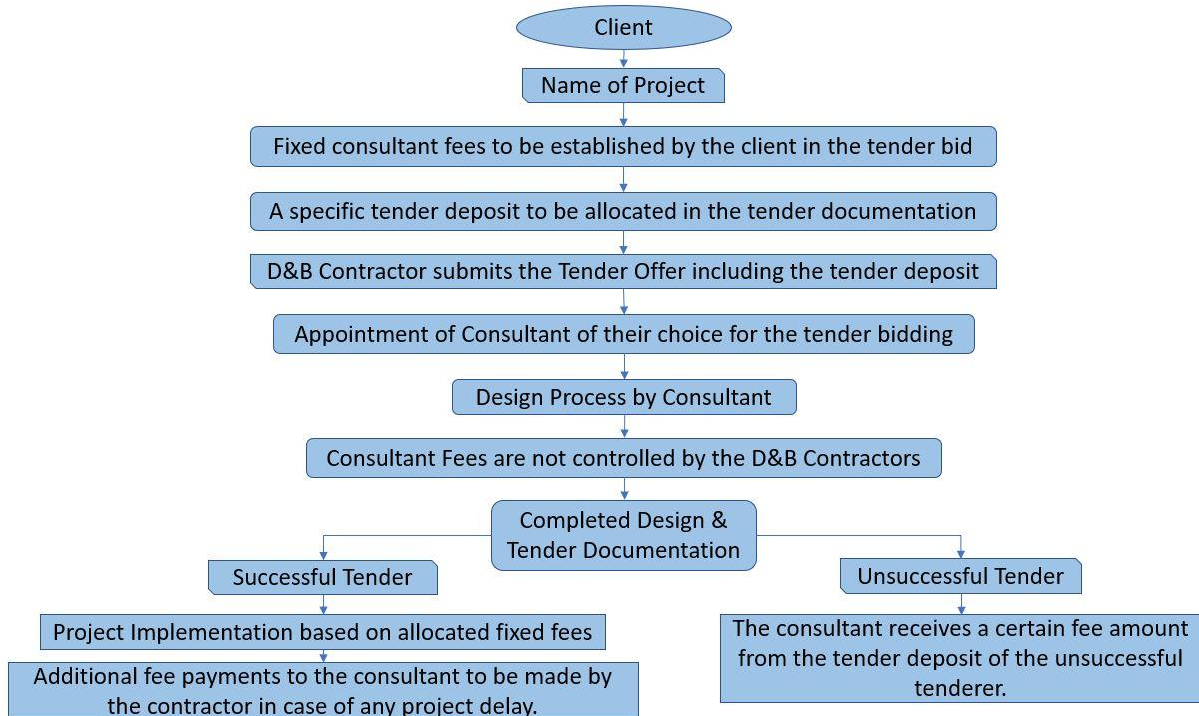 Client
Name of Project
Fixed consultant fees to be established by the client in the tender bid
A specific tender deposit to be allocated in the tender documentation
D&B Contractor submits the Tender Offer including the tender deposit
Appointment of Consultant of their choice for the tender bidding
Design Process by Consultant
Consultant Fees are not controlled by the D&B Contractors
Completed Design &
Tender Documentation
Successful Tender
Project Implementation based on allocated fixed fees
Additional fee payments to the consultant to be made by
the contractor in case of any project delay.
Unsuccessful Tender
The consultant receives a certain fee amount
from the tender deposit of the unsuccessful
tenderer.